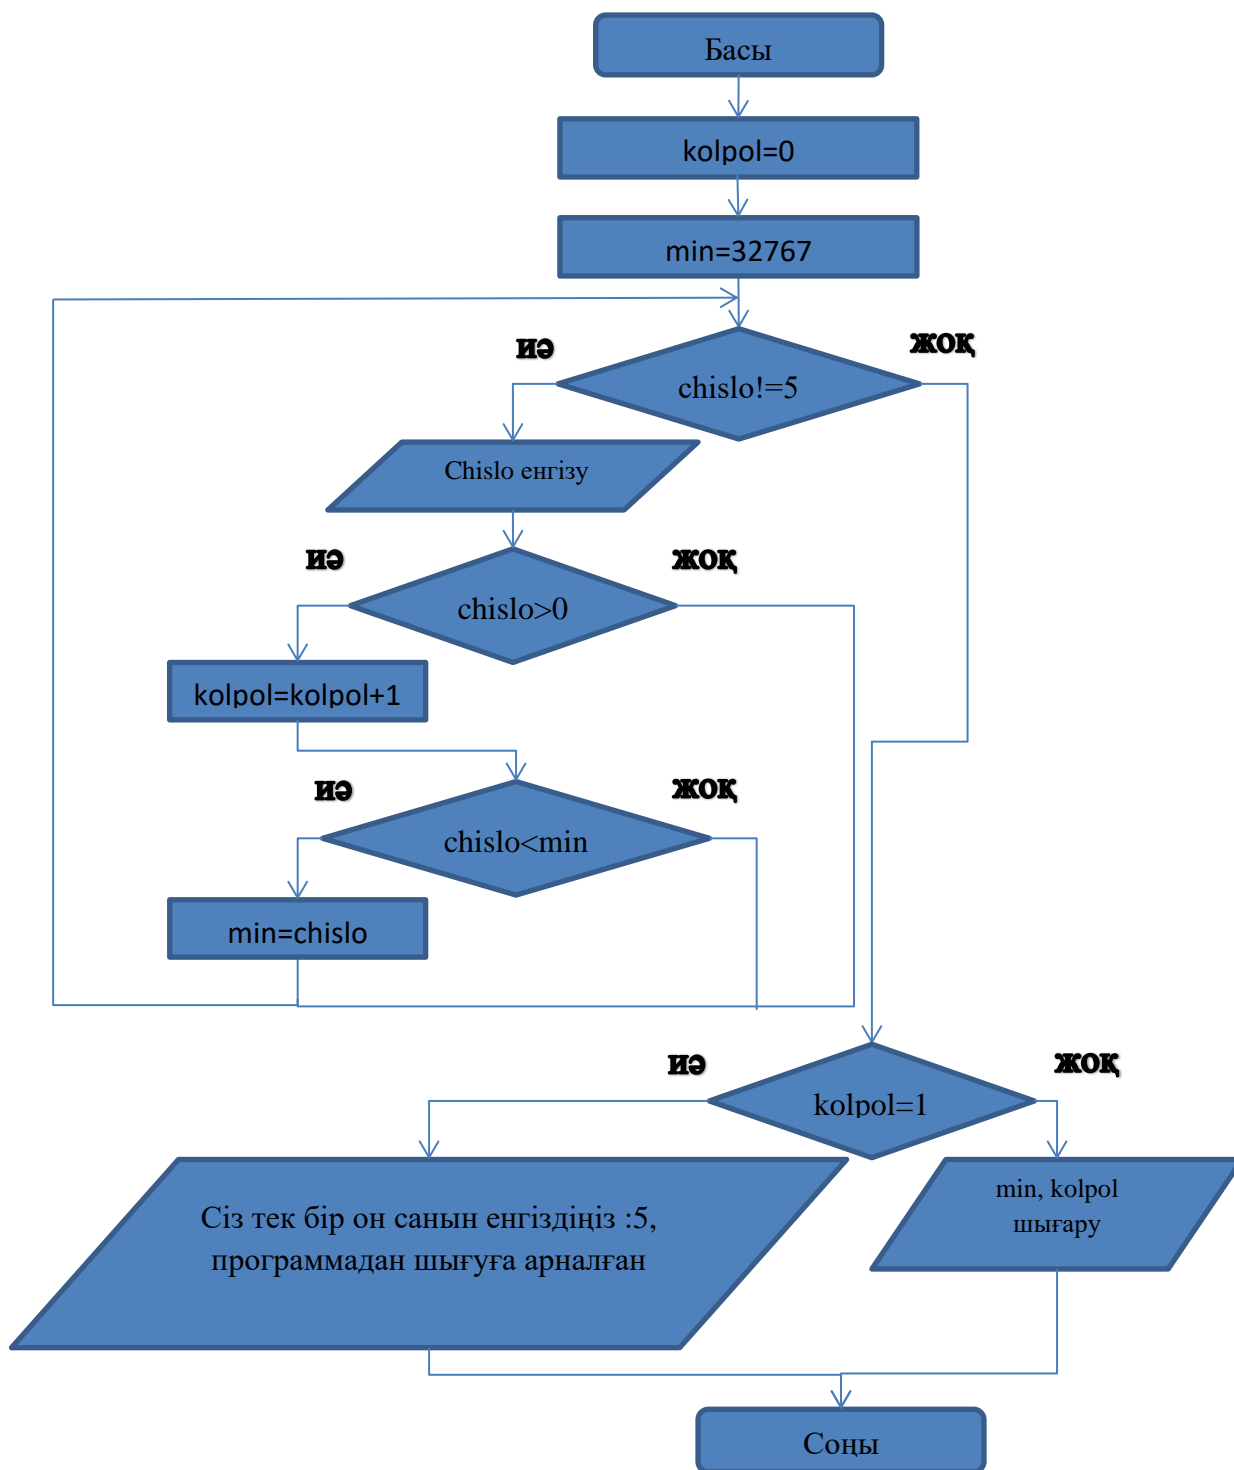 Басы
kolpol=0
min=32767
иә
жоқ
chislo!=5
Chislo енгізу
иә
жоқ
chislo>0
kolpol=kolpol+1
иә
жоқ
chislo<min
min=chislo
иә
жоқ
kolpol=1
Сіз тек бір он санын енгіздіңіз :5,
программадан шығуға арналған
min, kolpol
шығару
Соңы